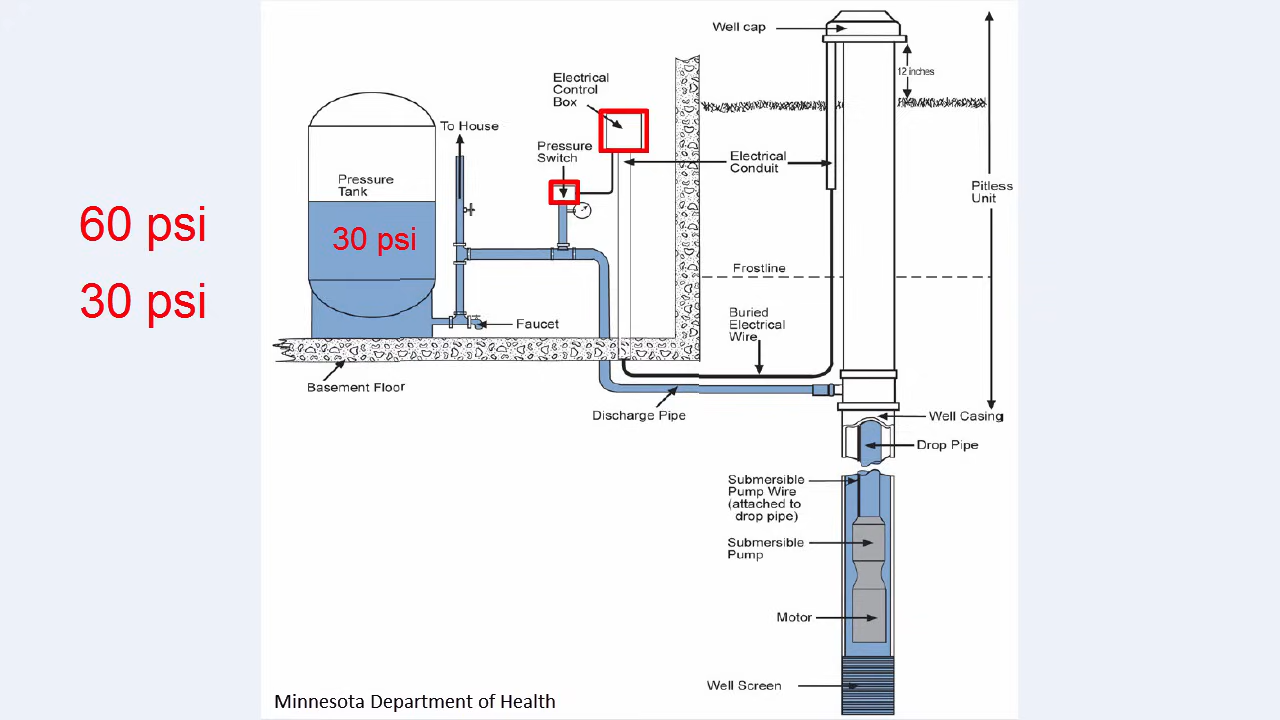 Well cap
12 inches
Electrical
Control
Box
To House
Pressure
Switch
Pressure
Tank
Electrical
Conduit
Pitless
Unit
60 psi
30 psi
30 psi
Frostline
Buried
Electrical
Wire
Faucet
Basement Floor
Discharge Pipe
Well Casing
Drop Pipe
Submersible
Pump Wire
(attached to
drop pipe)
Submersible
Pump
Motor
Well Screen
Minnesota Department of Health